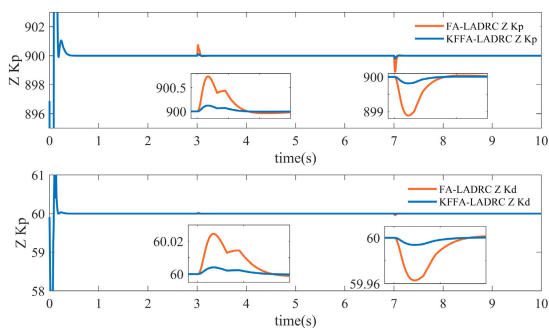 902
900
898
896
Z Kp
FA-LADRC Z Kp
KFFA-LADRC Z Kp
900.5
900
900
899
0 1 2 3 4 5 6 7 8 9 10
time(s)
61
60
59
58
Z Kp
FA-LADRC Z Kd
KFFA-LADRC Z Kd
60.02
60
60
59.96
0 1 2 3 4 5 6 7 8 9 10
time(s)